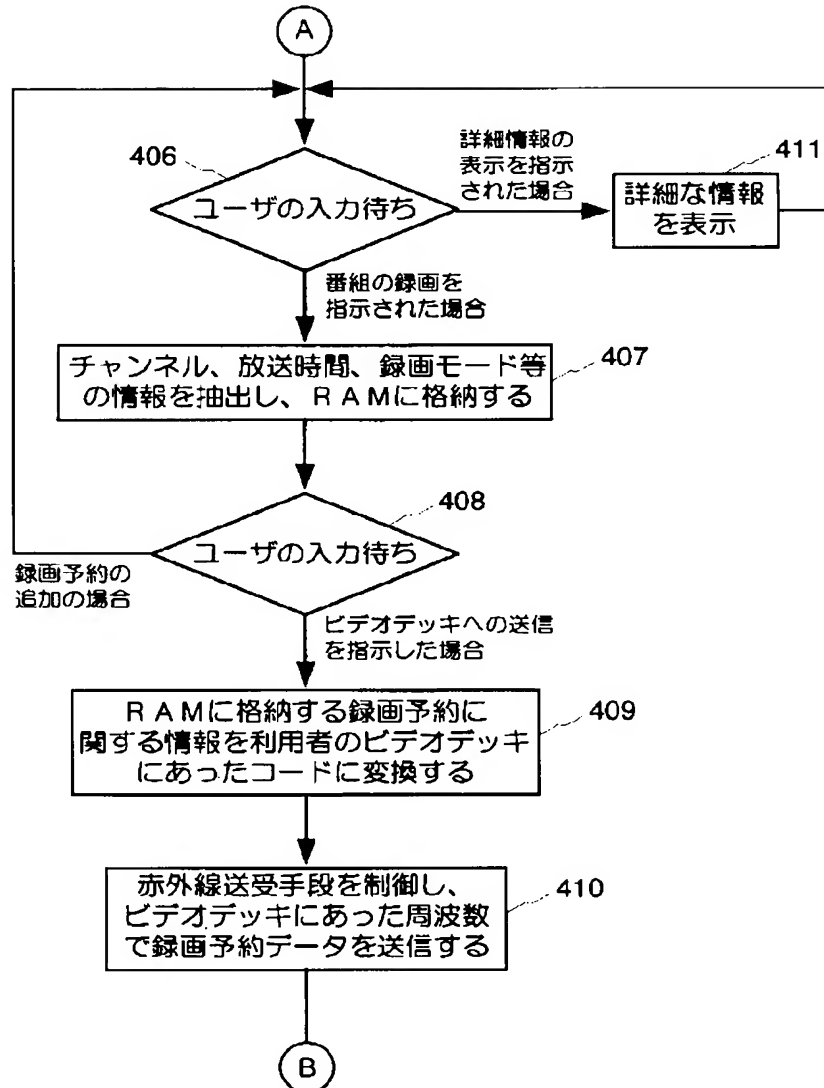 A
406
ユーザの入力待ち
詳細情報の
表示を指示
された場合
411
詳細な情報
を表示
番組の録画を
指示された場合
407
チャンネル、放送時間、録画モード等
の情報を抽出し、ＲＡＭに格納する
408
ユーザの入力待ち
録画予約の
追加の場合
ビデオデッキへの送信
を指示した場合
409
ＲＡＭに格納する録画予約に
関する情報を利用者のビデオデッキ
にあったコードに変換する
410
赤外線送受手段を制御し、
ビデオデッキにあった周波数
で録画予約データを送信する
B